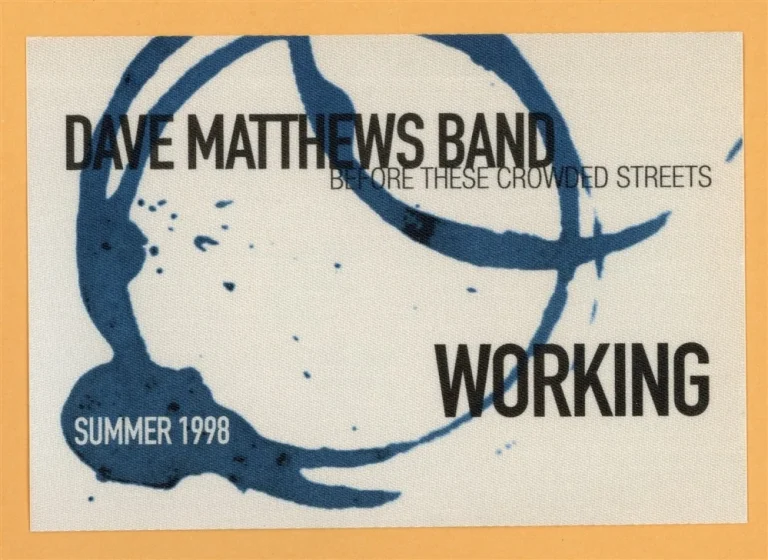 DAVE MATTHEWS BAND
BEFORE THESE CROWDED STREETS
WORKING
SUMMER 1998